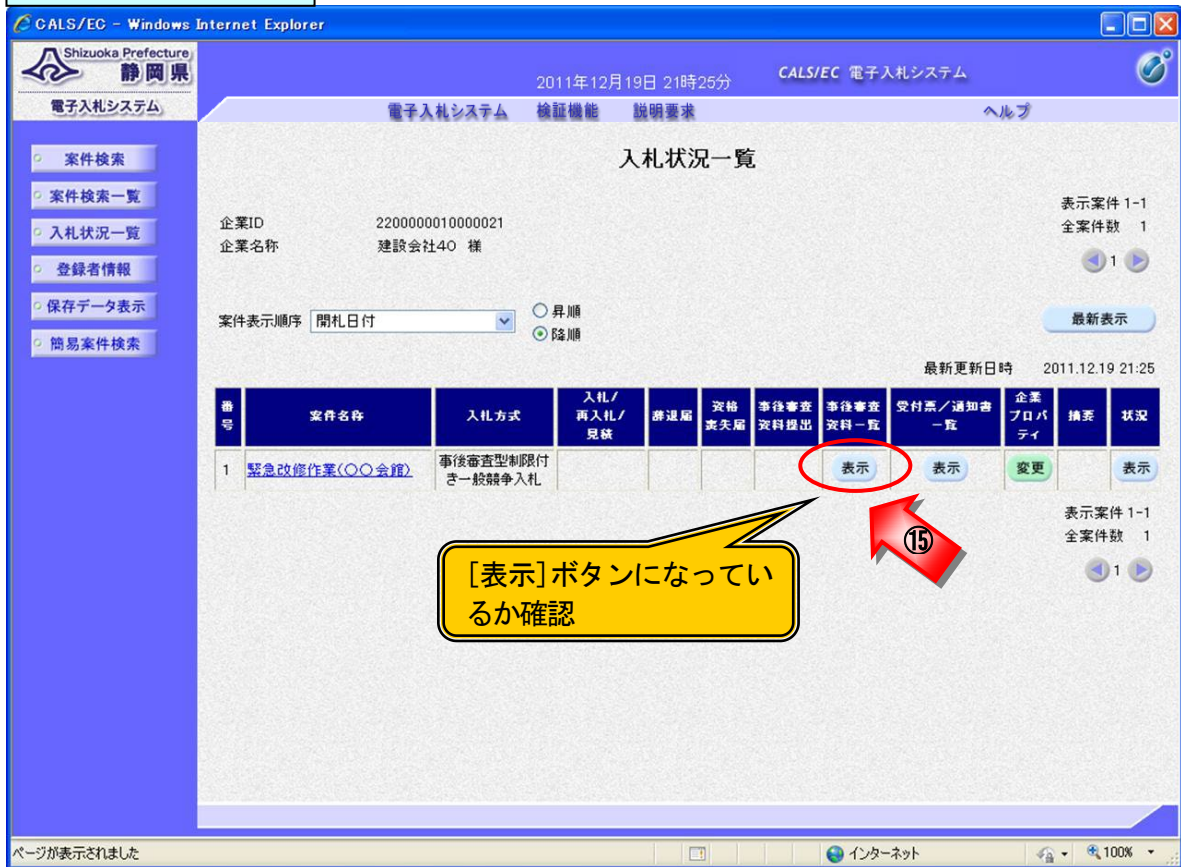 CALS/EC - Windows Internet Explorer
Shizuoka Prefecture
静岡県
電子入札システム
2011年12月19日 21時25分
CALS/EC 電子入札システム
電子入札システム 検証機能 説明要求 ヘルプ
案件検索
案件検索一覧
入札状況一覧
登録者情報
保存データ表示
簡易案件検索
入札状況一覧
表示案件 1-1
全案件数 1
1
企業ID 2200000010000021
企業名称 建設会社40 様
案件表示順序 開札日付
昇順
降順
最新表示
最新更新日時 2011.12.19 21:25
番号 案件名称 入札方式 入札/再入札/見積 辞退届 資格喪失届 事後審査資料提出 事後審査資料一覧 受付票/通知書一覧 企業プロパティ 摘要 状況
1 緊急改修作業(〇〇会館) 事後審査型制限付き一般競争入札 表示 表示 変更 表示
表示案件 1-1
全案件数 1
1
⑮
[表示]ボタンになってい
るか確認
ページが表示されました
インターネット
100%